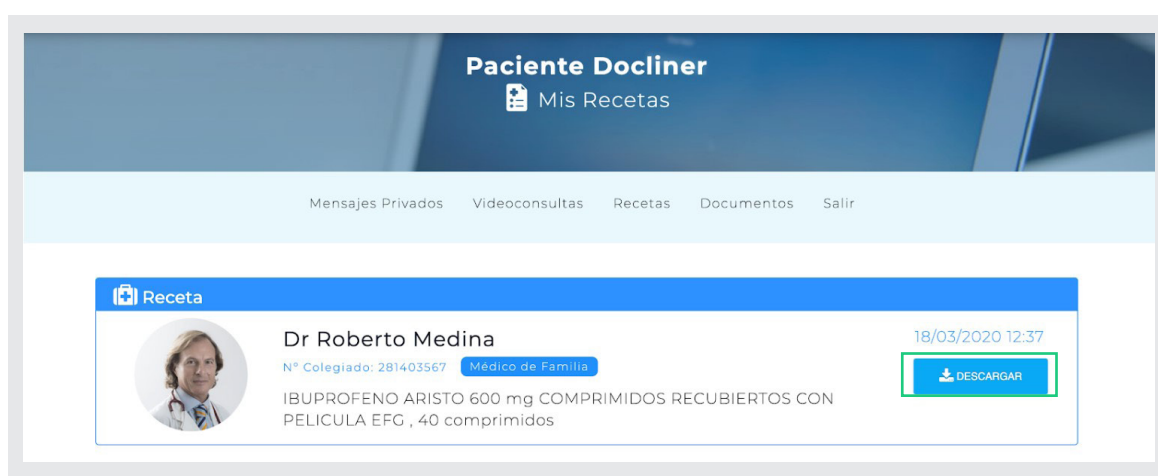 Paciente Docliner
Mis Recetas
Mensajes Privados Videoconsultas Recetas Documentos Salir
Receta
Dr Roberto Medina
18/03/2020 12:37
Nº Colegiado: 281403567 Médico de Familia
DESCARGAR
IBUPROFENO ARISTO 600 mg COMPRIMIDOS RECUBIERTOS CON
PELICULA EFG , 40 comprimidos